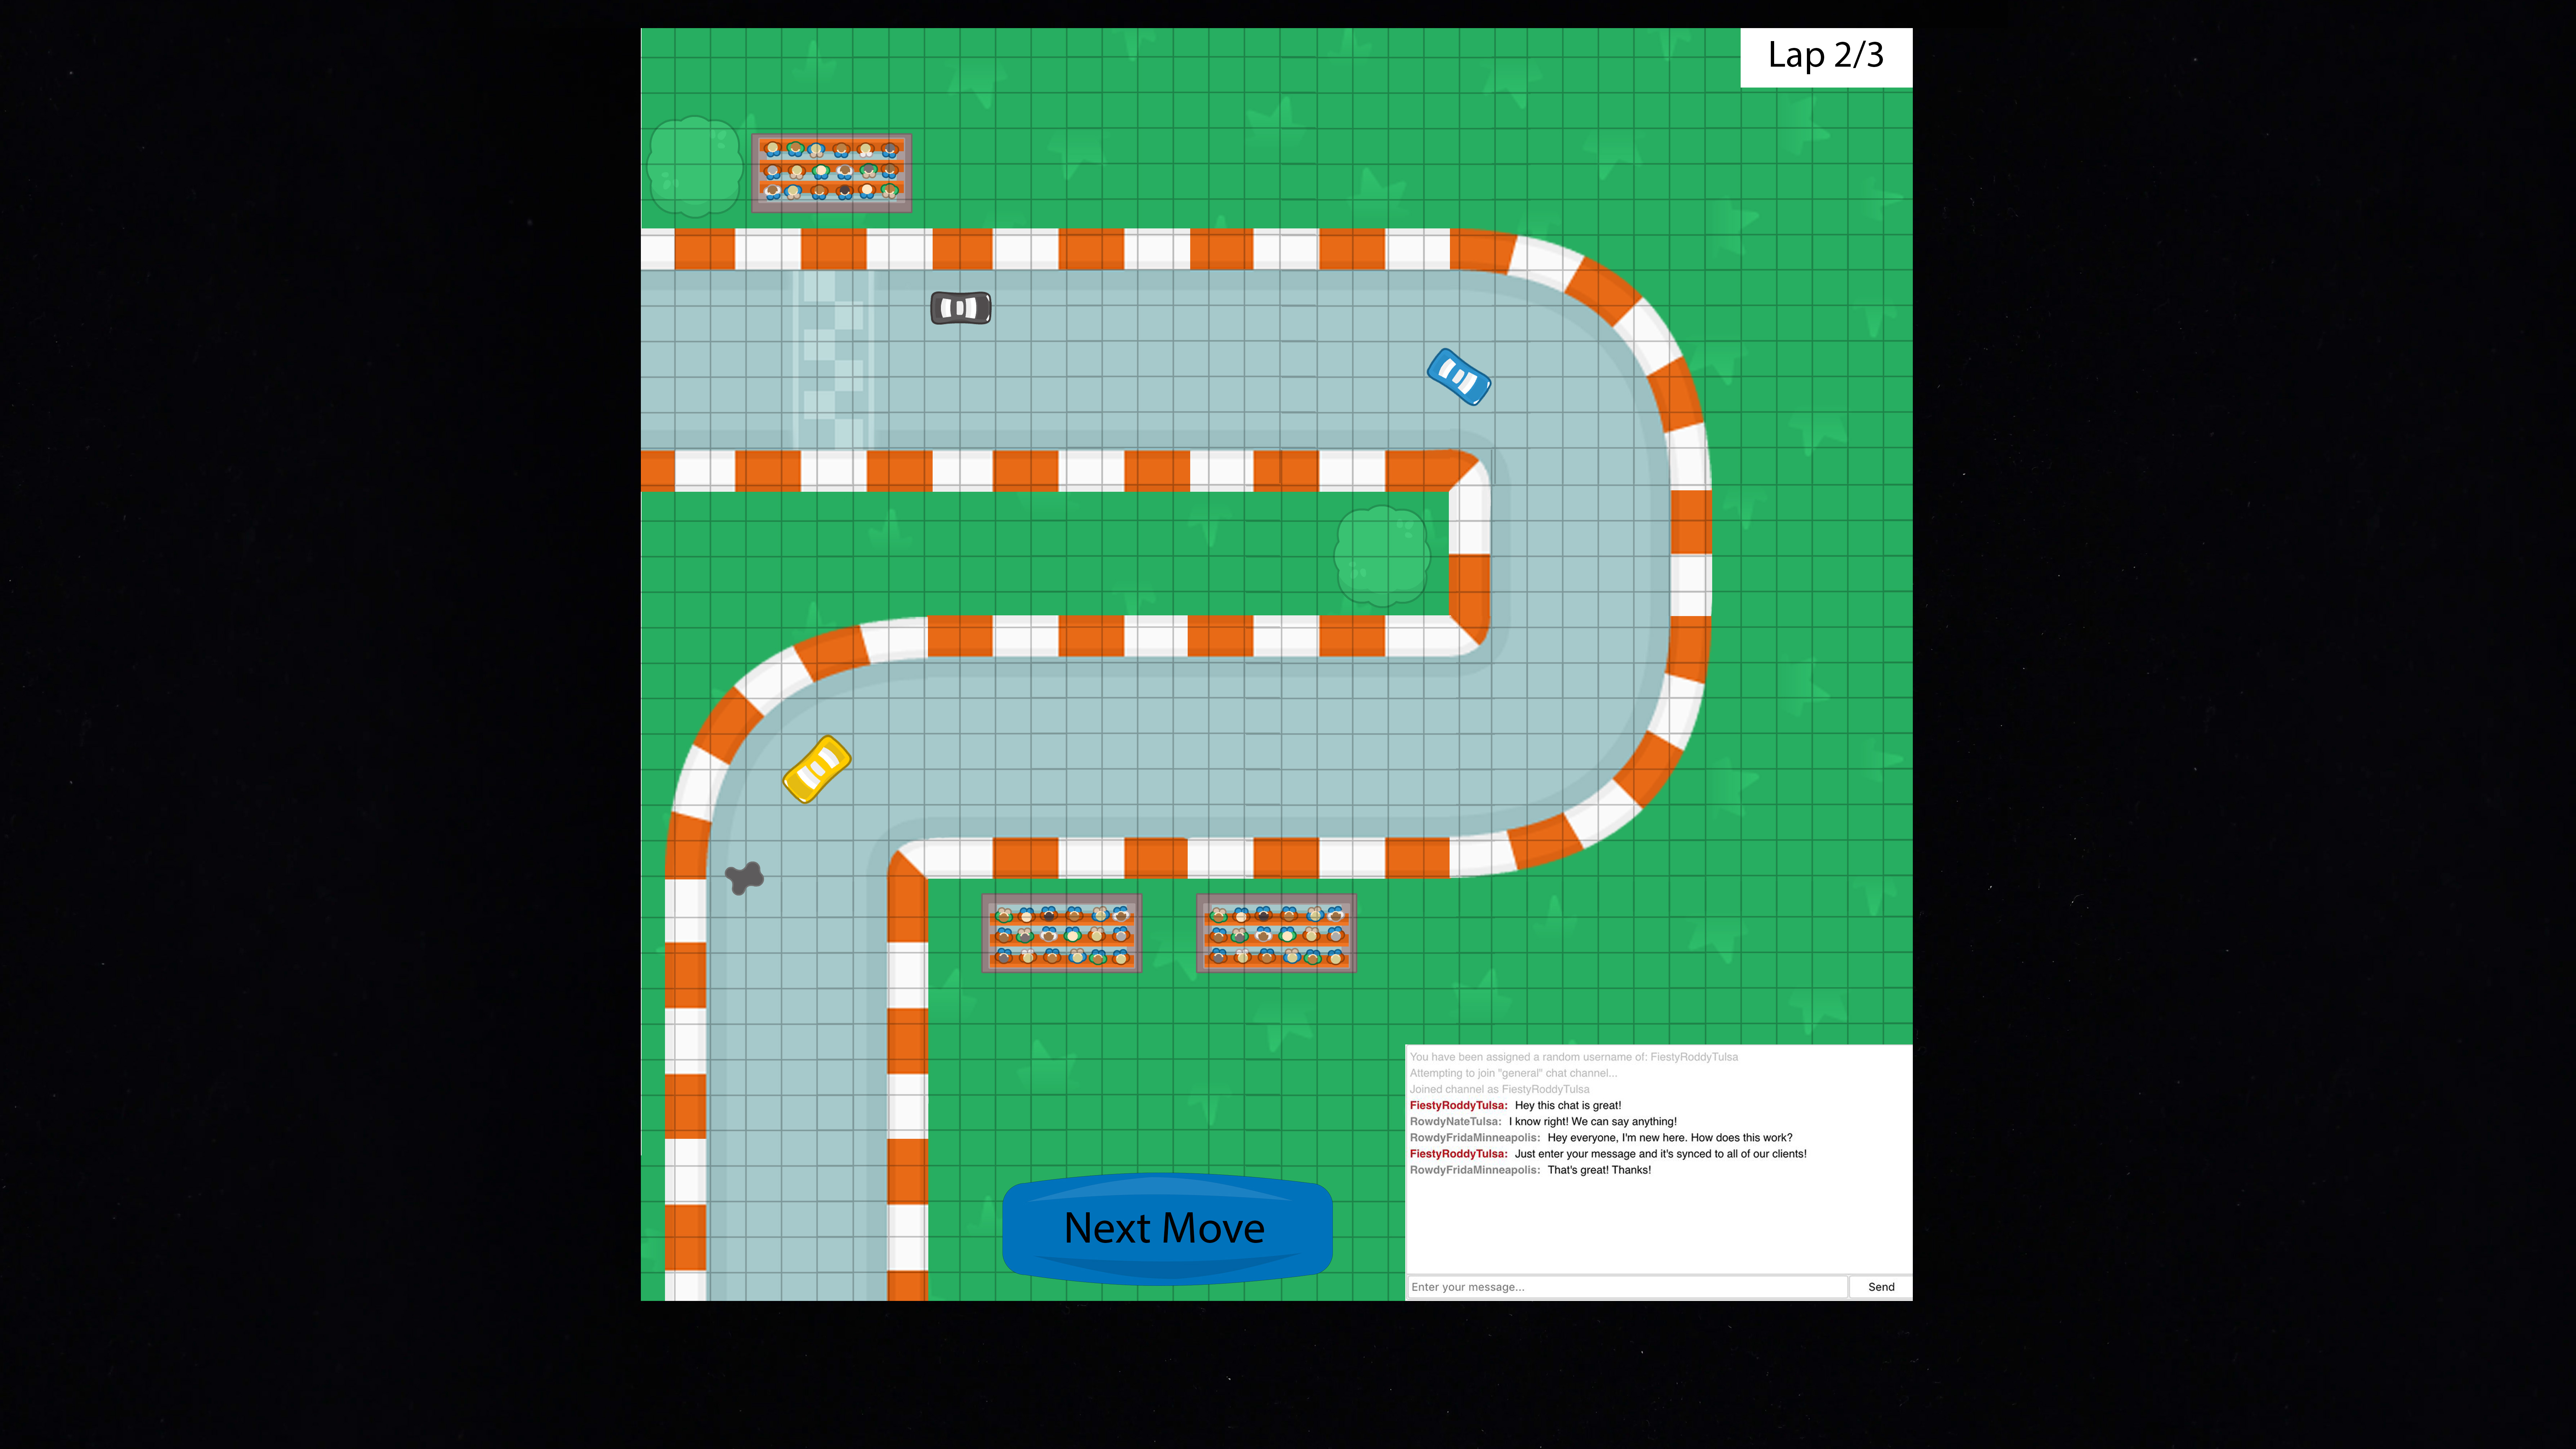 Lap 2/3
You have been assigned a random username of: FiestyRoddyTulsa
Attempting to join "general" chat channel...
Joined channel as FiestyRoddyTulsa
FiestyRoddyTulsa: Hey this chat is great!
RowdyNateTulsa: I know right! We can say anything!
RowdyFridaMinneapolis: Hey everyone, I'm new here. How does this work?
FiestyRoddyTulsa: Just enter your message and it's synced to all of our clients!
RowdyFridaMinneapolis: That's great! Thanks!
Next Move
Enter your message...
Send